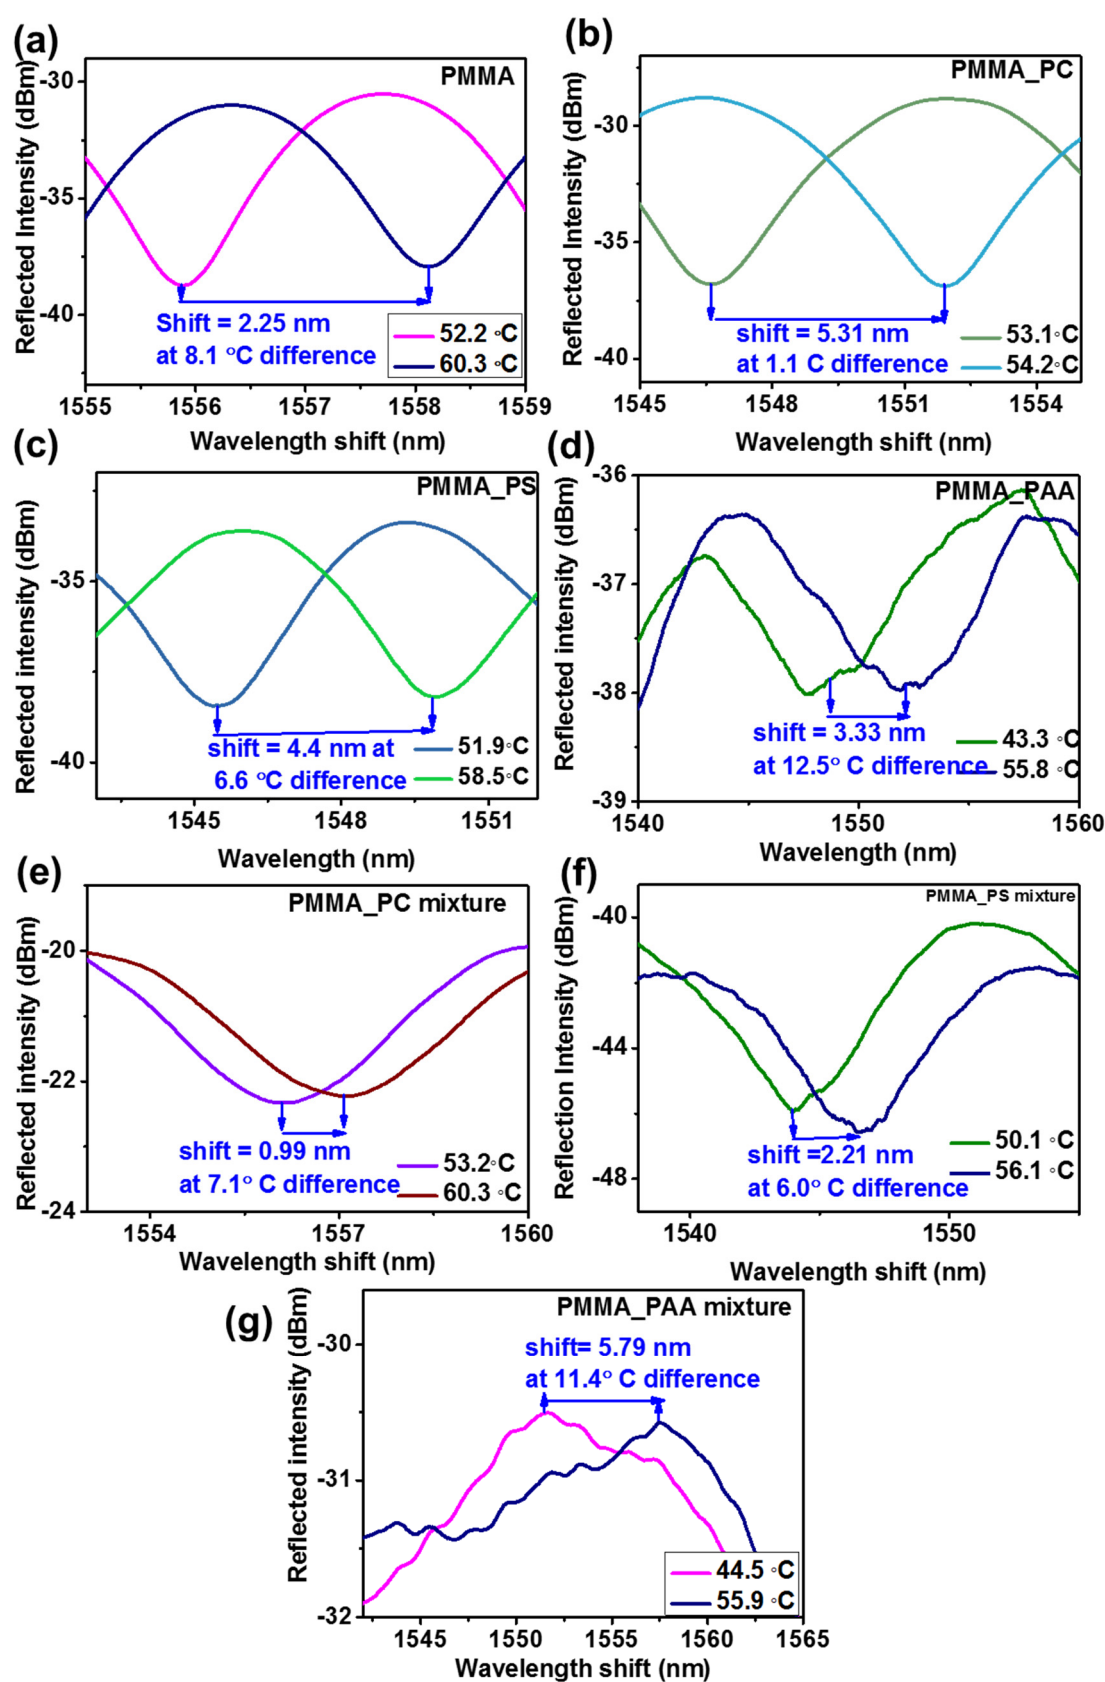 (a)
PMMA
Reflected Intensity (dBm)
-30
-35
-40
Shift = 2.25 nm
at 8.1 °C difference
52.2 °C
60.3 °C
1555 1556 1557 1558 1559
Wavelength shift (nm)
(b)
PMMA_PC
Reflected Intensity (dBm)
-30
-35
-40
shift = 5.31 nm
at 1.1 C difference
53.1°C
54.2°C
1545 1548 1551 1554
Wavelength shift (nm)
(c)
PMMA_PS
Reflected intensity (dBm)
-35
-40
shift = 4.4 nm at
6.6 °C difference
51.9°C
58.5°C
1545 1548 1551
Wavelength (nm)
(d)
PMMA_PAA
Reflected intensity (dBm)
-36
-37
-38
-39
shift = 3.33 nm
at 12.5° C difference
43.3 °C
55.8 °C
1540 1550 1560
Wavelength (nm)
(e)
PMMA_PC mixture
Reflected intensity (dBm)
-20
-22
-24
shift = 0.99 nm
at 7.1° C difference
53.2°C
60.3 °C
1554 1557 1560
Wavelength shift (nm)
(f)
PMMA_PS mixture
Reflection Intensity (dBm)
-40
-44
-48
shift =2.21 nm
at 6.0° C difference
50.1 °C
56.1 °C
1540 1550
Wavelength shift (nm)
(g)
PMMA_PAA mixture
Reflected intensity (dBm)
-30
-31
-32
shift= 5.79 nm
at 11.4° C difference
44.5 °C
55.9 °C
1545 1550 1555 1560 1565
Wavelength shift (nm)